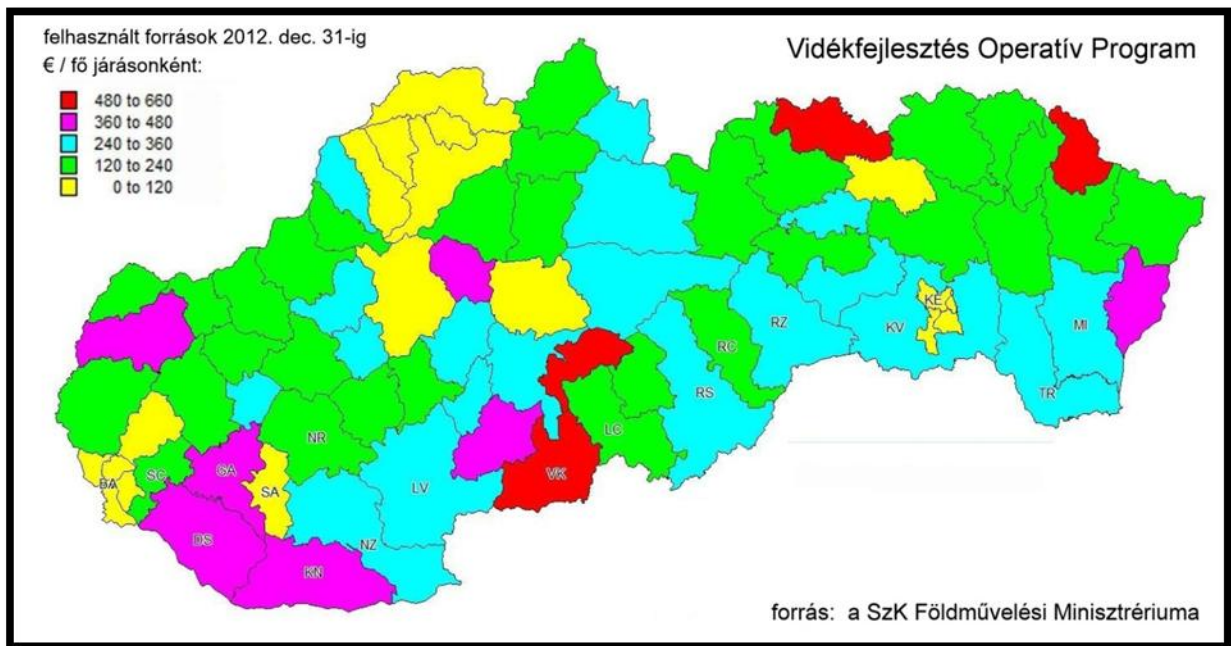 felhasznált források 2012. dec. 31-ig
€ / fő járásonként:
480 to 660
360 to 480
240 to 360
120 to 240
0 to 120
Vidékfejlesztés Operatív Program
KE
RZ
KV
MI
RC
RS
TR
LC
NR
VK
SC
GA
BA
SA
LV
DS
NZ
KN
forrás: a SzK Földművelési Minisztrériuma